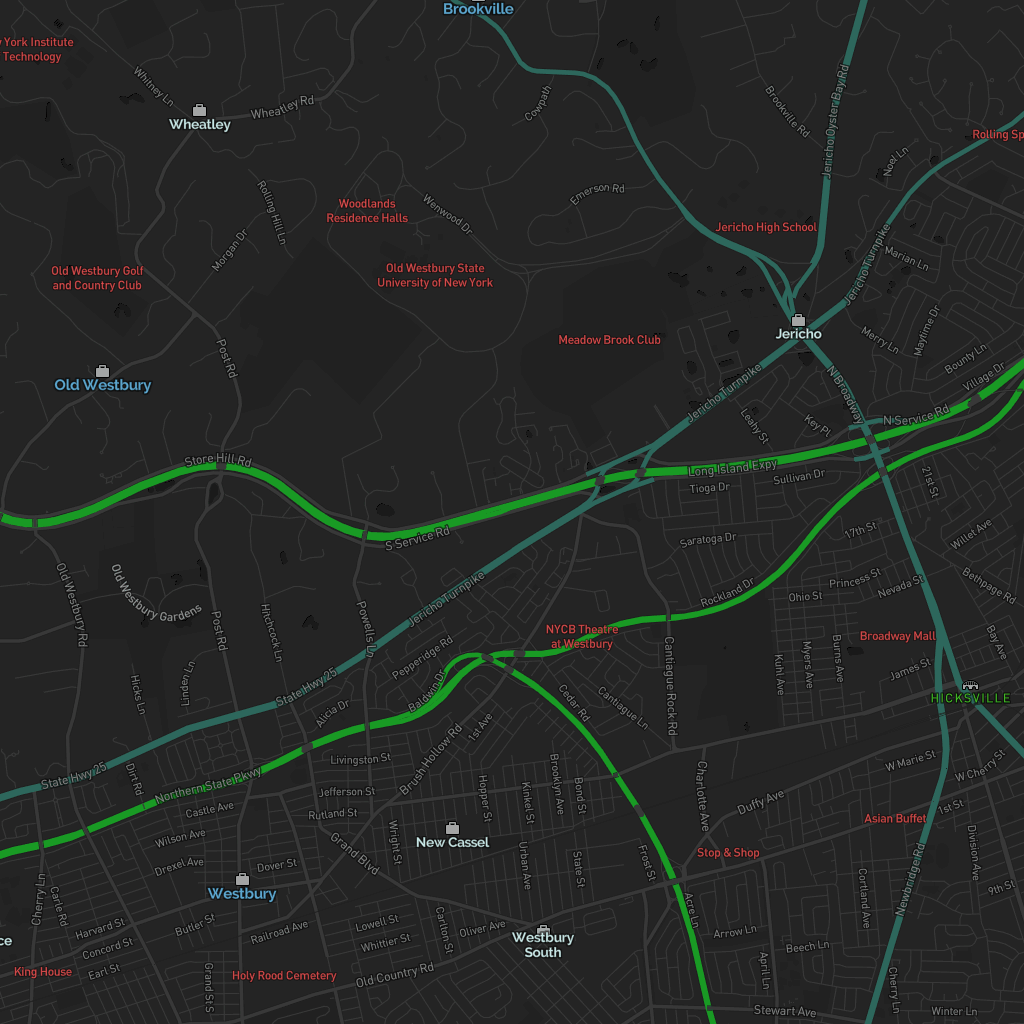 Brookville
York Institute
Technology
Whitney Ln
Wheatley Rd
Wheatley
Cowpath
Brookville Rd
Jericho Oyster Bay Rd
Rolling Sp
Noel Ln
Emerson Rd
Rolling Hill Ln
Woodlands
Residence Halls
Wenwood Dr
Jericho High School
Jericho Turnpike
Marian Ln
Morgan Dr
Old Westbury Golf
and Country Club
Old Westbury State
University of New York
Meadow Brook Club
Jericho
Merry Ln
Maytime Dr
Bounty Ln
Village Dr
Post Rd
Old Westbury
Jericho Turnpike
N Broadway
Leahy St
Key Pl
N Service Rd
Store Hill Rd
Long Island Expy
Tioga Dr
Sullivan Dr
21st St
S Service Rd
Saratoga Dr
17th St
Willet Ave
Old Westbury Rd
Old Westbury Gardens
Post Rd
Hitchcock Ln
Powells Ln
Jericho Turnpike
Rockland Dr
Ohio St
Princess St
Nevada St
Bethpage Rd
NYCB Theatre
at Westbury
Pepperidge Rd
Cantiague Rock Rd
Kuhl Ave
Myers Ave
Burns Ave
Broadway Mall
Bay Ave
James St
Hicks Ln
Linden Ln
State Hwy 25
Alicia Dr
Baldwin Dr
1st Ave
Cedar Rd
Cantiague Ln
HICKSVILLE
State Hwy 25
Dirt Rd
Northern State Pkwy
Livingston St
Brush Hollow Rd
Jefferson St
Rutland St
Castle Ave
Hopper St
Kinkel St
Brooklyn Ave
Bond St
Charlotte Ave
Duffy Ave
W Marie St
W Cherry St
1st St
Wilson Ave
Drexel Ave
Dover St
Grand Blvd
Wright St
New Cassel
Urban Ave
State St
Frost St
Stop & Shop
Asian Buffet
Division Ave
9th St
Westbury
Cherry Ln
Carle Rd
Harvard St
Concord St
Earl St
King House
Butler St
Railroad Ave
Lowell St
Whittier St
Carlton St
Oliver Ave
Westbury
South
Acre Ln
Arrow Ln
Beech Ln
Cortland Ave
Newbridge Rd
ce
Grand St S
Holy Rood Cemetery
Old Country Rd
April Ln
Cherry Ln
Stewart Ave
Winter Ln